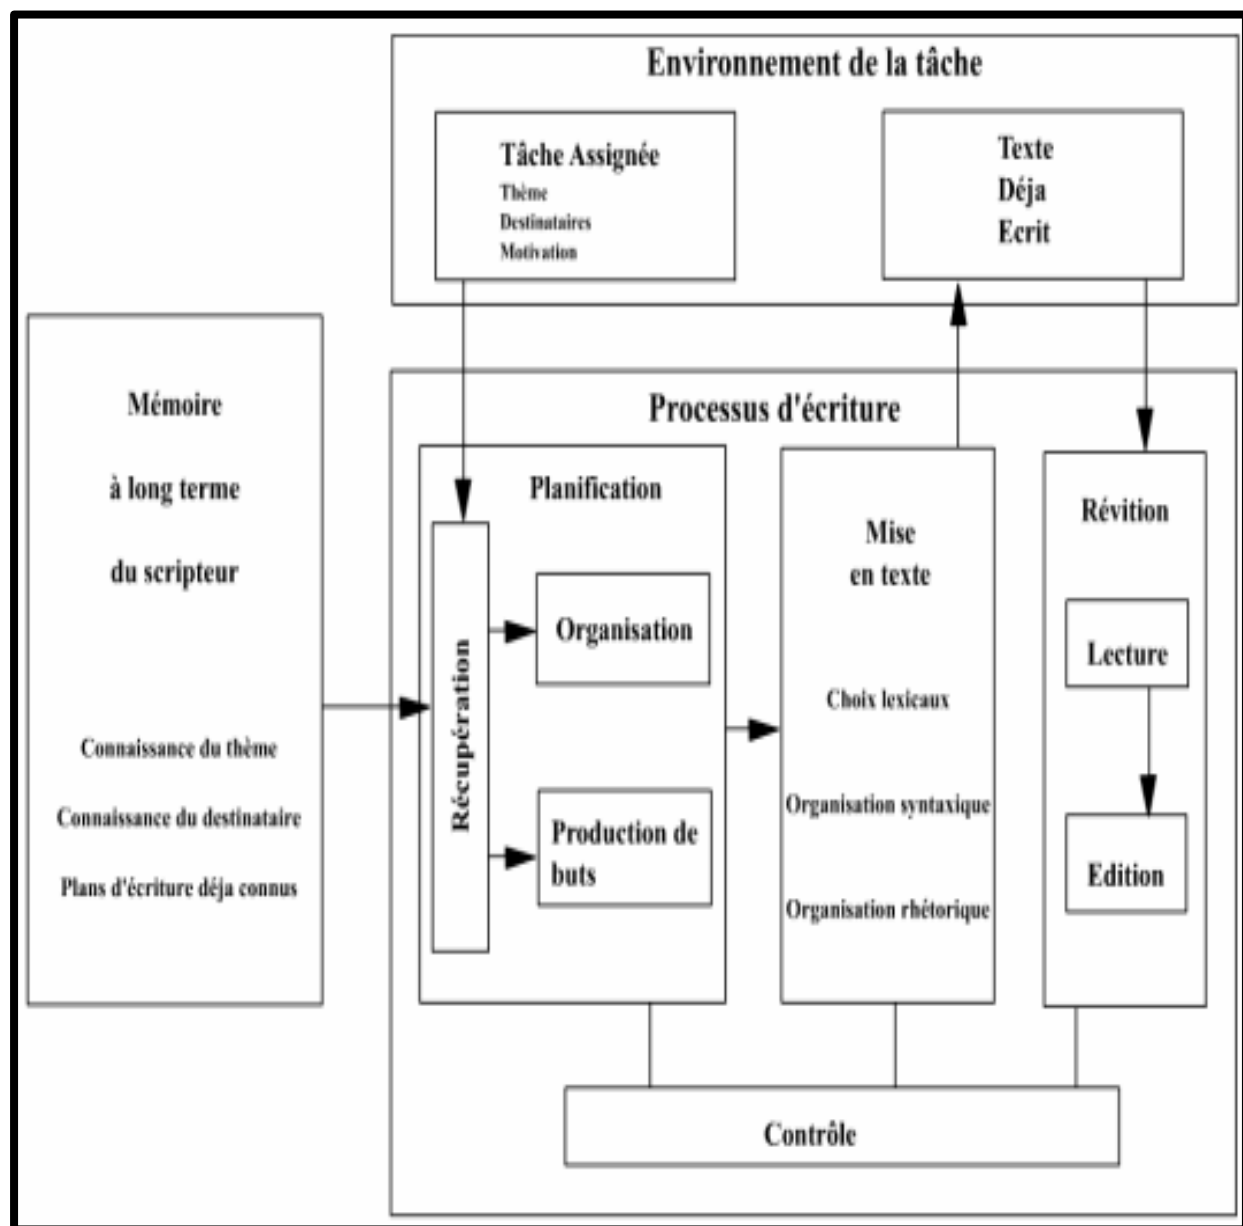 Environnement de la tâche
Tâche Assignée
Thème
Destinataires
Motivation
Texte
Déja
Ecrit
Mémoire
à long terme
du scripteur
Connaissance du thème
Connaissance du destinataire
Plans d'écriture déja connus
Processus d'écriture
Planification
Récupération
Organisation
Production de
buts
Mise
en texte
Choix lexicaux
Organisation syntaxique
Organisation rhétorique
Révition
Lecture
Edition
Contrôle